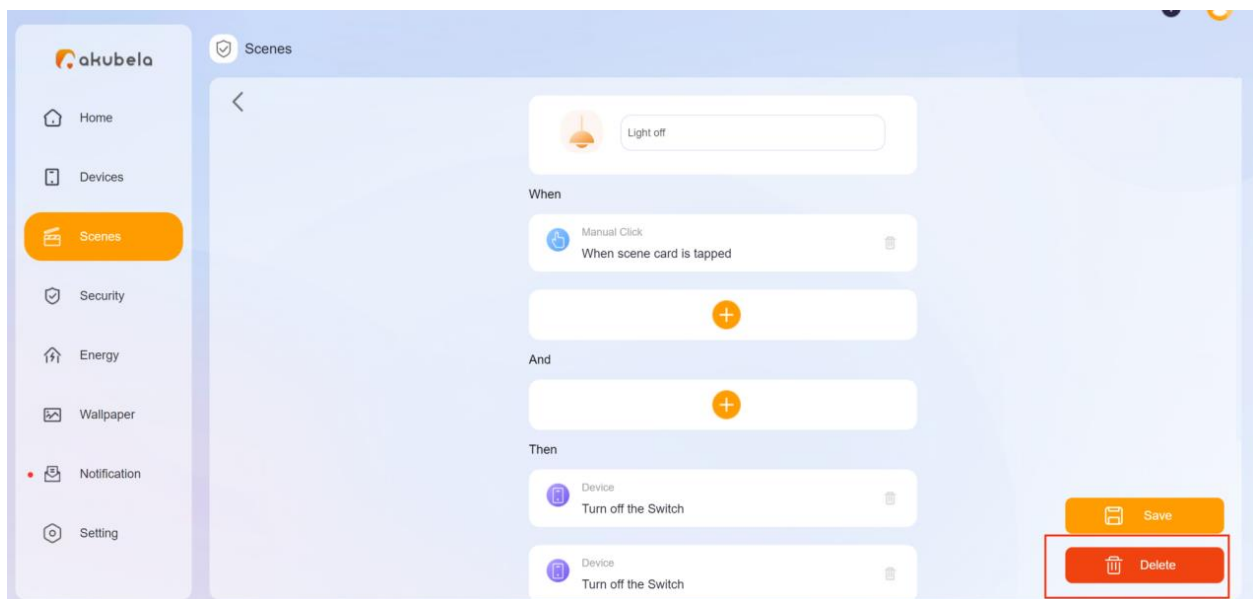 akubela
Scenes
Home
Devices
Scenes
Security
Energy
Wallpaper
Notification
Setting
Light off
When
Manual Click
When scene card is tapped
And
Then
Device
Turn off the Switch
Device
Turn off the Switch
Save
Delete